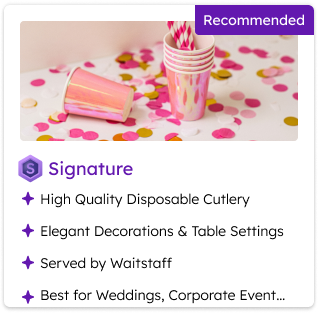 Recommended
S
Signature
High Quality Disposable Cutlery
Elegant Decorations & Table Settings
Served by Waitstaff
Best for Weddings, Corporate Event...